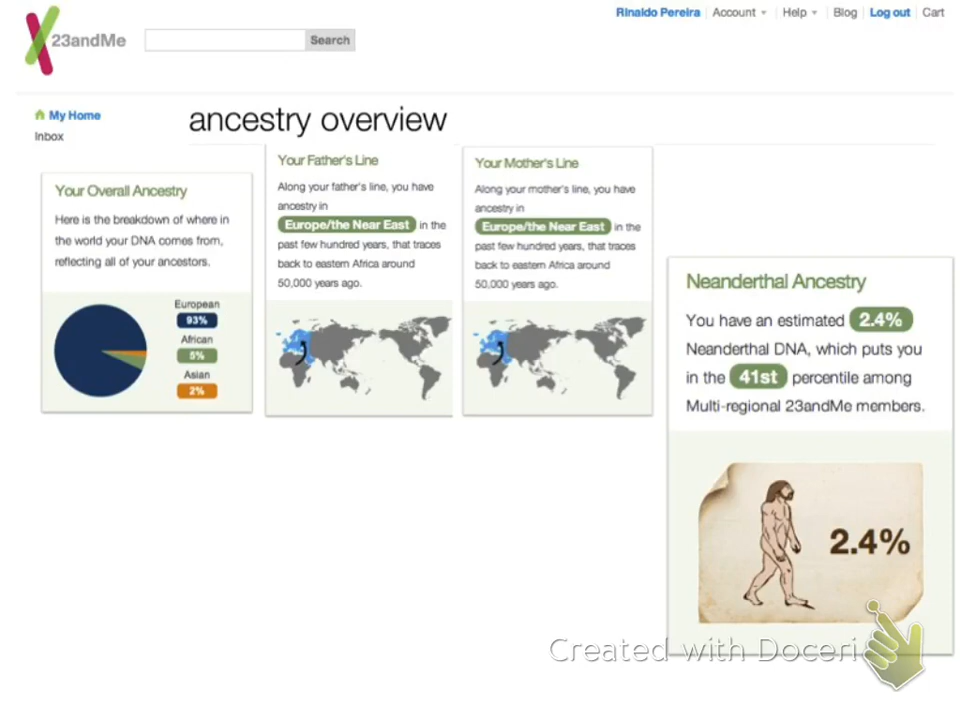 Rinaldo Pereira Account Help Blog Log out Cart
23andMe Search
My Home
Inbox
ancestry overview
Your Overall Ancestry
Here is the breakdown of where in
the world your DNA comes from,
reflecting all of your ancestors.
European
93%
African
5%
Asian
2%
Your Father's Line
Along your father's line, you have
ancestry in
Europe/the Near East in the
past few hundred years, that traces
back to eastern Africa around
50,000 years ago.
Your Mother's Line
Along your mother's line, you have
ancestry in
Europe/the Near East in the
past few hundred years, that traces
back to eastern Africa around
50,000 years ago.
Neanderthal Ancestry
You have an estimated 2.4%
Neanderthal DNA, which puts you
in the 41st percentile among
Multi-regional 23andMe members.
2.4%
Created with Doceri